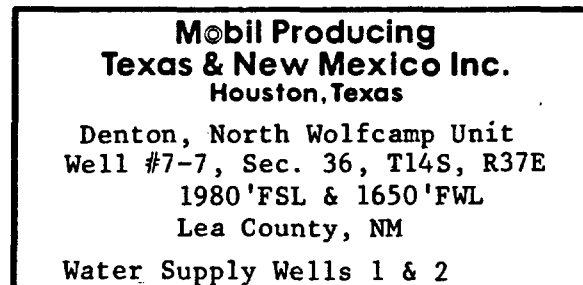 Mobil Producing
Texas & New Mexico Inc.
Houston, Texas
Denton, North Wolfcamp Unit
Well #7-7, Sec. 36, T14S, R37E
1980'FSL & 1650'FWL
Lea County, NM
Water Supply Wells 1 & 2